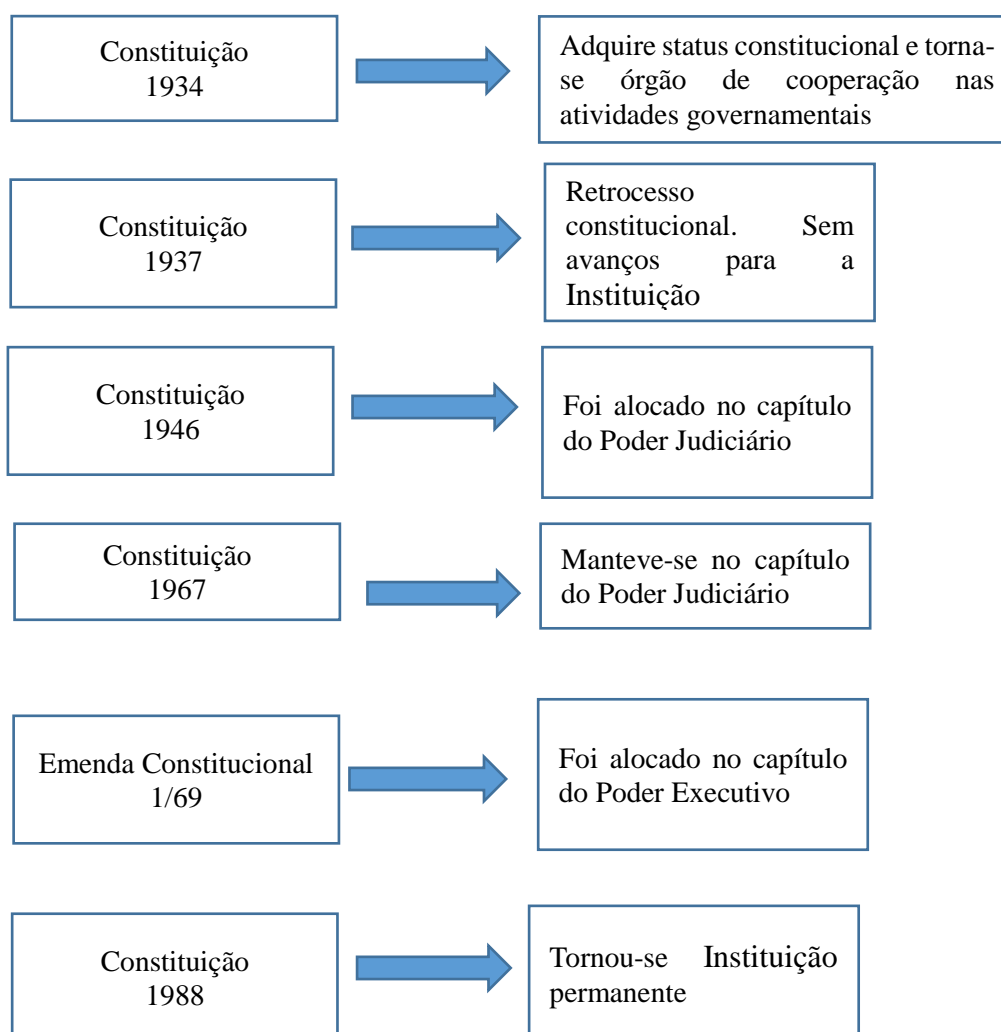 Constituição
1934
Adquire status constitucional e torna-
se órgão de cooperação nas
atividades governamentais
Constituição
1937
Retrocesso
constitucional. Sem
avanços para a
Instituição
Constituição
1946
Foi alocado no capítulo
do Poder Judiciário
Constituição
1967
Manteve-se no capítulo
do Poder Judiciário
Emenda Constitucional
1/69
Foi alocado no capítulo
do Poder Executivo
Constituição
1988
Tornou-se Instituição
permanente